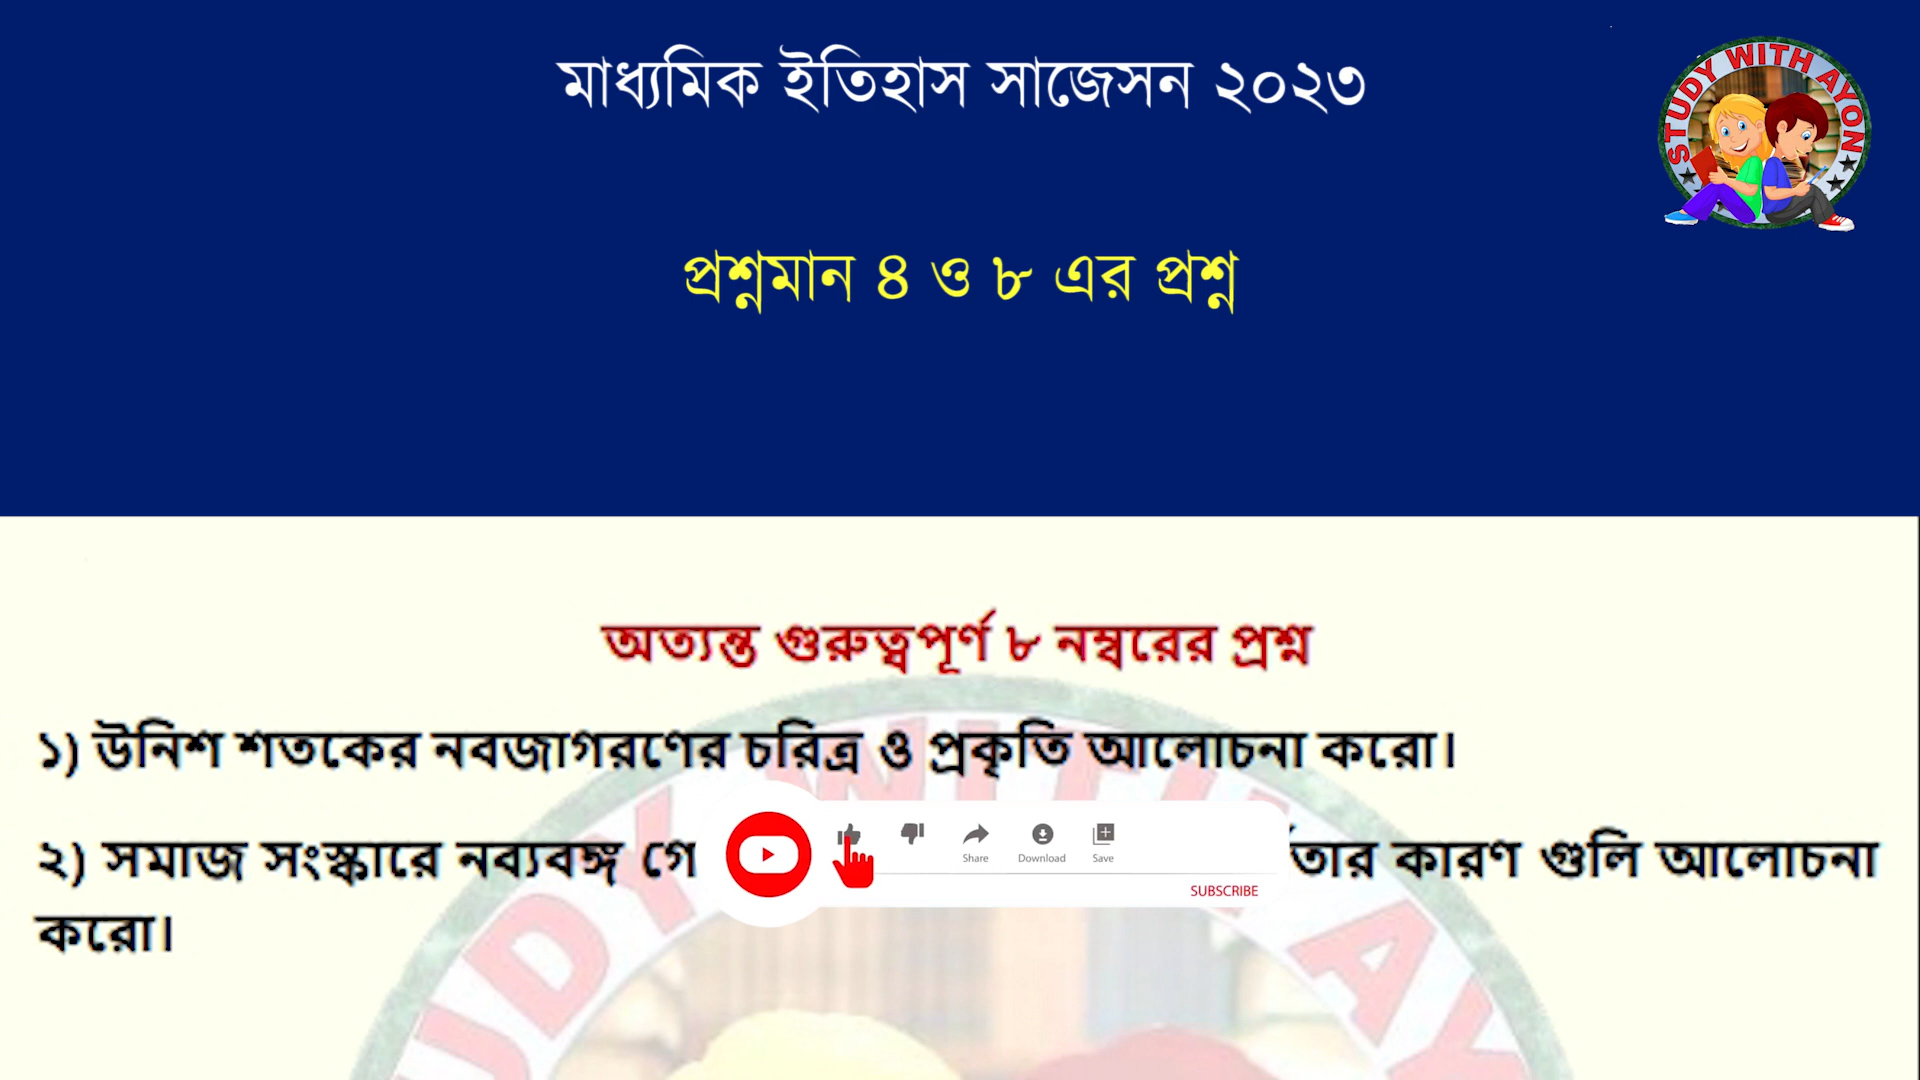 মাধ্যমিক ইতিহাস সাজেসন ২০২৩
STUDY WITH AYON
প্রশ্নমান ৪ ও ৮ এর প্রশ্ন
অত্যন্ত গুরুত্বপূর্ণ ৮ নম্বরের প্রশ্ন
১) উনিশ শতকের নবজাগরণের চরিত্র ও প্রকৃতি আলোচনা করো।
২) সমাজ সংস্কারে নব্যবঙ্গ কারণ গুলি আলোচনা
করো।
Share Download Save
SUBSCRIBE